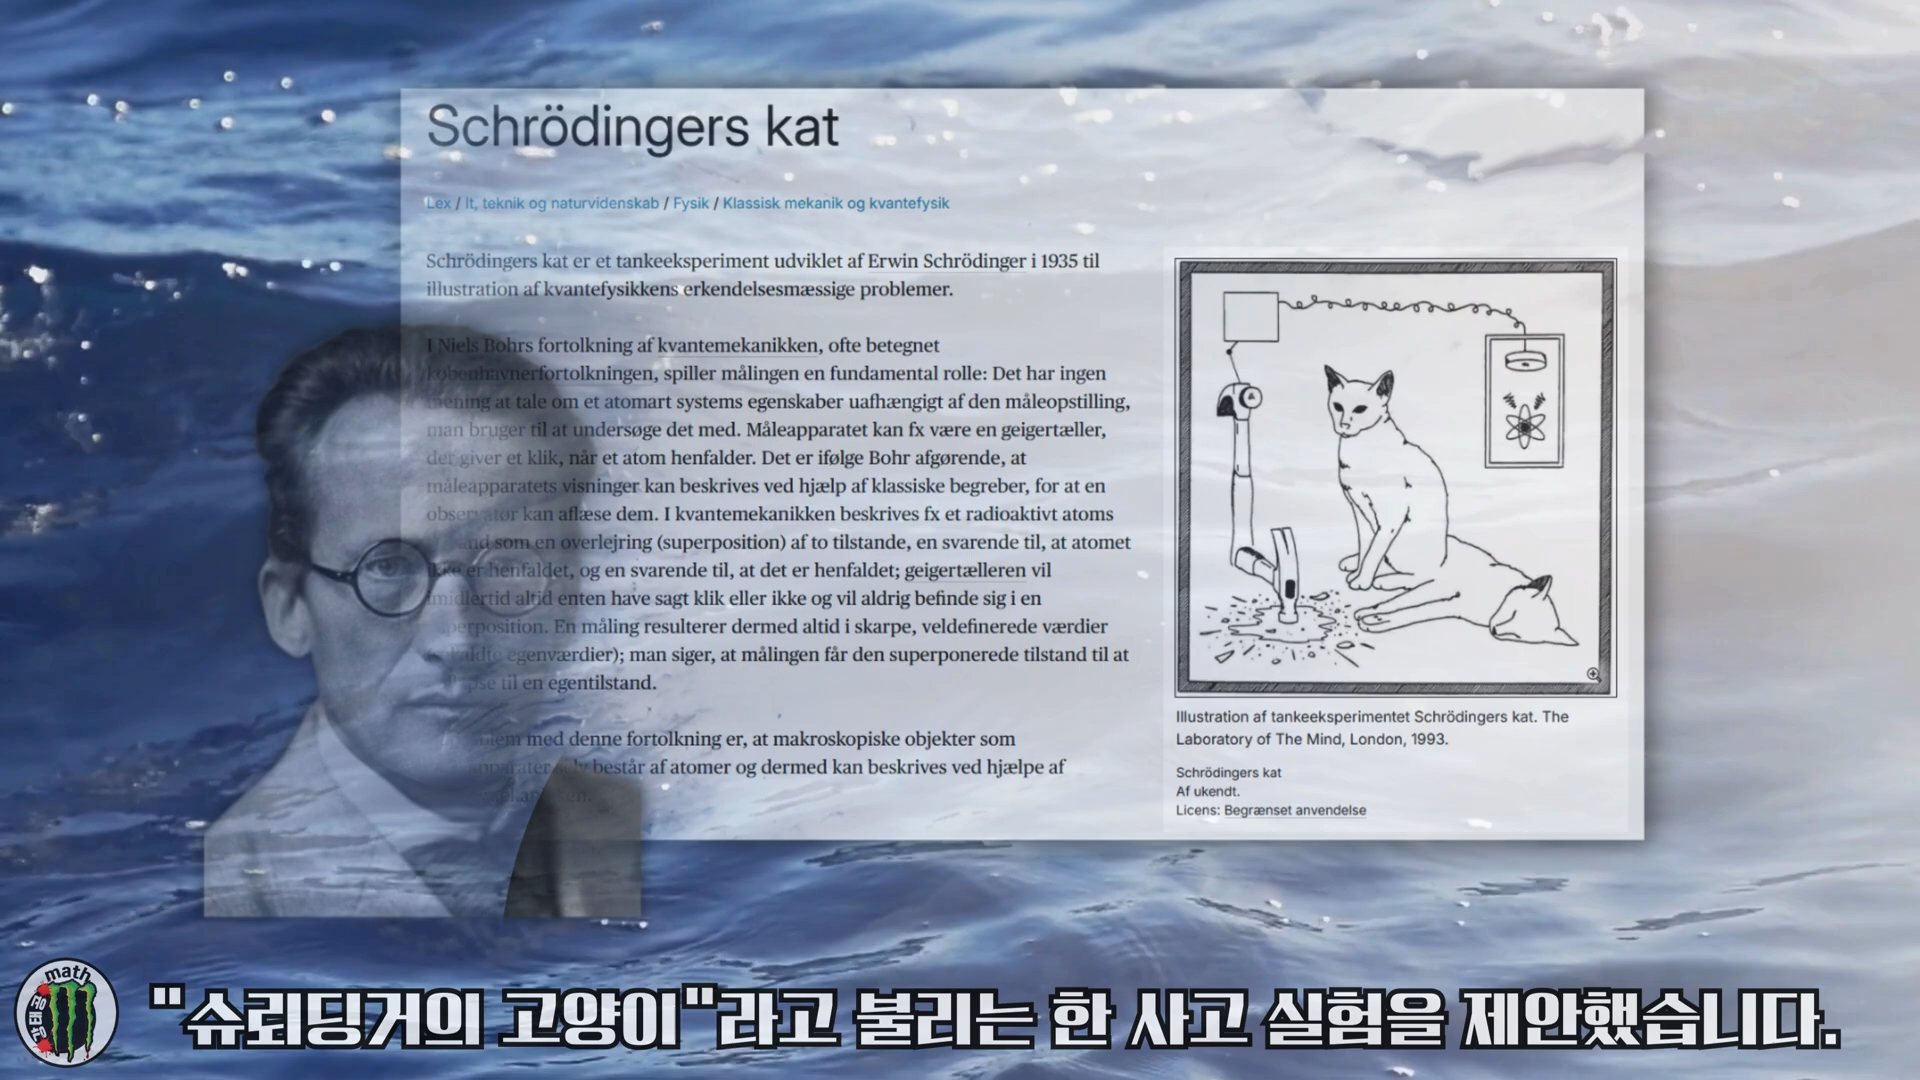 Schrödingers kat
Lex / It, teknik og naturvidenskab / Fysik / Klassisk mekanik og kvantefysik
Schrödingers kat er et tankeeksperiment udviklet af Erwin Schrödinger i 1935 til
illustration af kvantefysikkens erkendelsesmæssige problemer.
I Niels Bohrs fortolkning af kvantemekanikken, ofte betegnet
københavnerfortolkningen, spiller målingen en fundamental rolle: Det har ingen
mening at tale om et atomart systems egenskaber uafhængigt af den måleopstilling,
man bruger til at undersøge det med. Måleapparatet kan fx være en geigertæller,
der giver et klik, når et atom henfalder. Det er ifølge Bohr afgørende, at
måleapparatets visninger kan beskrives ved hjælp af klassiske begreber, for at en
observatør kan aflæse dem. I kvantemekanikken beskrives fx et radioaktivt atoms
som en overlejring (superposition) af to tilstande, en svarende til, at atomet
ikke er henfaldet, og en svarende til, at det er henfaldet; geigertælleren vil
imidlertid altid enten have sagt klik eller ikke og vil aldrig befinde sig i en
superposition. En måling resulterer dermed altid i skarpe, veldefinerede værdier
egenværdier); man siger, at målingen får den superponerede tilstand til at
til en egentilstand.
med denne fortolkning er, at makroskopiske objekter som
består af atomer og dermed kan beskrives ved hjælpe af
Illustration af tankeeksperimentet Schrödingers kat. The
Laboratory of The Mind, London, 1993.
Schrödingers kat
Af ukendt.
Licens: Begrænset anvendelse
math
"슈뢰딩거의 고양이"라고 불리는 한 사고 실험을 제안했습니다.